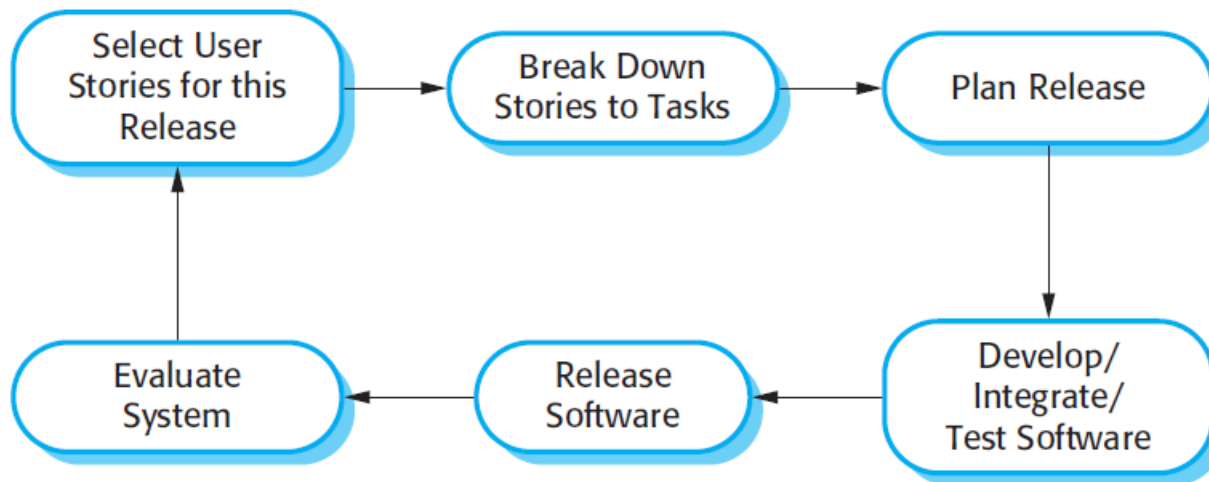 Select User
Stories for this
Release
Break Down
Stories to Tasks
Plan Release
Develop/
Integrate/
Test Software
Release
Software
Evaluate
System